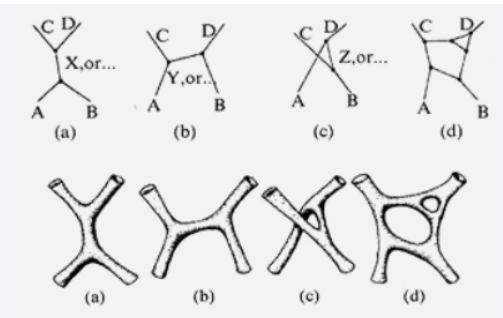 C D C D C D C D
X,or... Y,or... Z,or...
A B A B A B A B
(a) (b) (c) (d)
(a) (b) (c) (d)